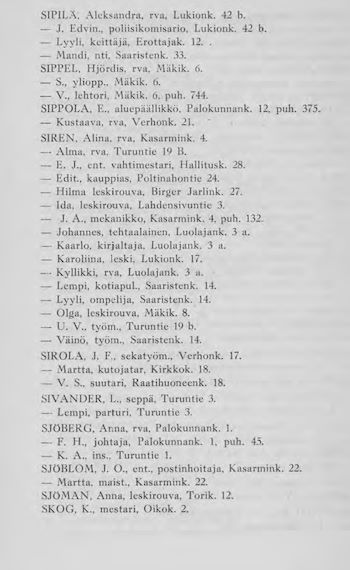 SIPILÄ, Aleksandra, rva, Lukionk. 42 b.
— J. Edvin., poliisikomisario, Lukionk. 42 b.
— Lyyli, keittäjä, Erottajak. 12.
— Mandi, nti, Saaristenk. 33.
SIPPEL, Hjördis, rva, Mäkik. 6.
— S., yliopp., Mäkik. 6.
— V., lehtori, Mäkik. 6, puh. 744.
SIPPOLA, E., aluepäällikkö, Palokunnank. 12, puh. 375.
— Kustaava, rva, Verhonk. 21.
SIREN, Alina, rva, Kasarmink. 4.
— Alma, rva, Turuntie 19 B.
— E. J., ent. vahtimestari, Hallitusk. 28.
— Edit., kauppias, Poltinahontie 24.
— Hilma leskirouva, Birger Jarlink. 27.
— Ida, leskirouva, Lahdensivuntie 3.
— J. A., mekanikko, Kasarmink. 4, puh. 132.
— Johannes, tehtaalainen, Luolajank. 3 a.
— Kaarlo, kirjaltaja, Luolajank. 3 a.
— Karoliina, leski, Lukionk. 17.
— Kyllikki, rva, Luolajank. 3 a.
— Lempi, kotiapul., Saaristenk. 14.
— Lyyli, ompelija, Saaristenk. 14.
— Olga, leskirouva, Mäkik. 8.
— U. V., työm., Turuntie 19 b.
— Väinö, työm., Saaristenk. 14.
SIROLA, J. F., sekatyöm., Verhonk. 17.
— Martta, kutojatar, Kirkkok. 18.
— V. S., suutari, Raatihuoneenk. 18.
SIVANDER, L., seppä, Turuntie 3.
— Lempi, parturi, Turuntie 3.
SJÖBERG, Anna, rva, Palokunnank. 1.
— F. H., johtaja, Palokunnank. 1, puh. 45.
— K. A., ins., Turuntie 1.
SJÖBLOM, J. O., ent., postinhoitaja, Kasarmink. 22.
— Martta, maist., Kasarmink. 22.
SJÖMAN, Anna, leskirouva, Torik. 12.
SKOG, K., mestari, Oikok. 2.